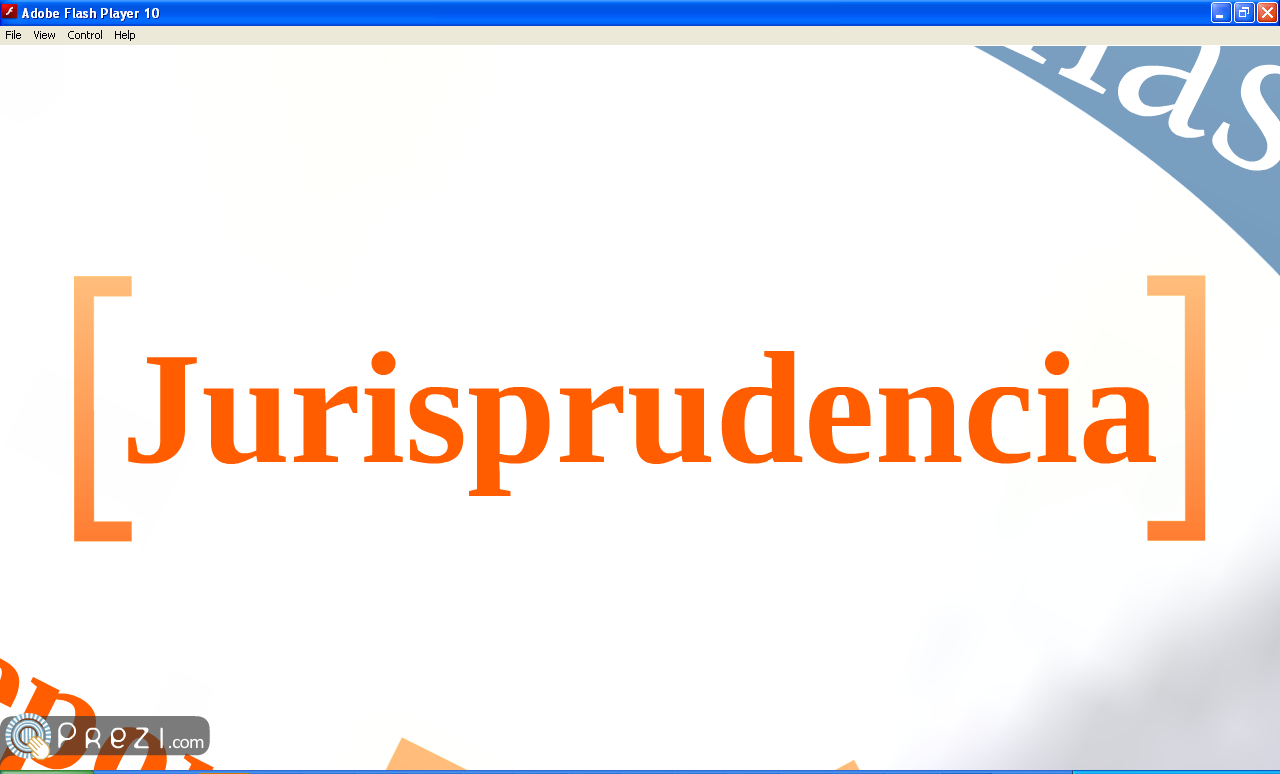 Adobe Flash Player 10
File View Control Help
Jurisprudencia
Prezi.com